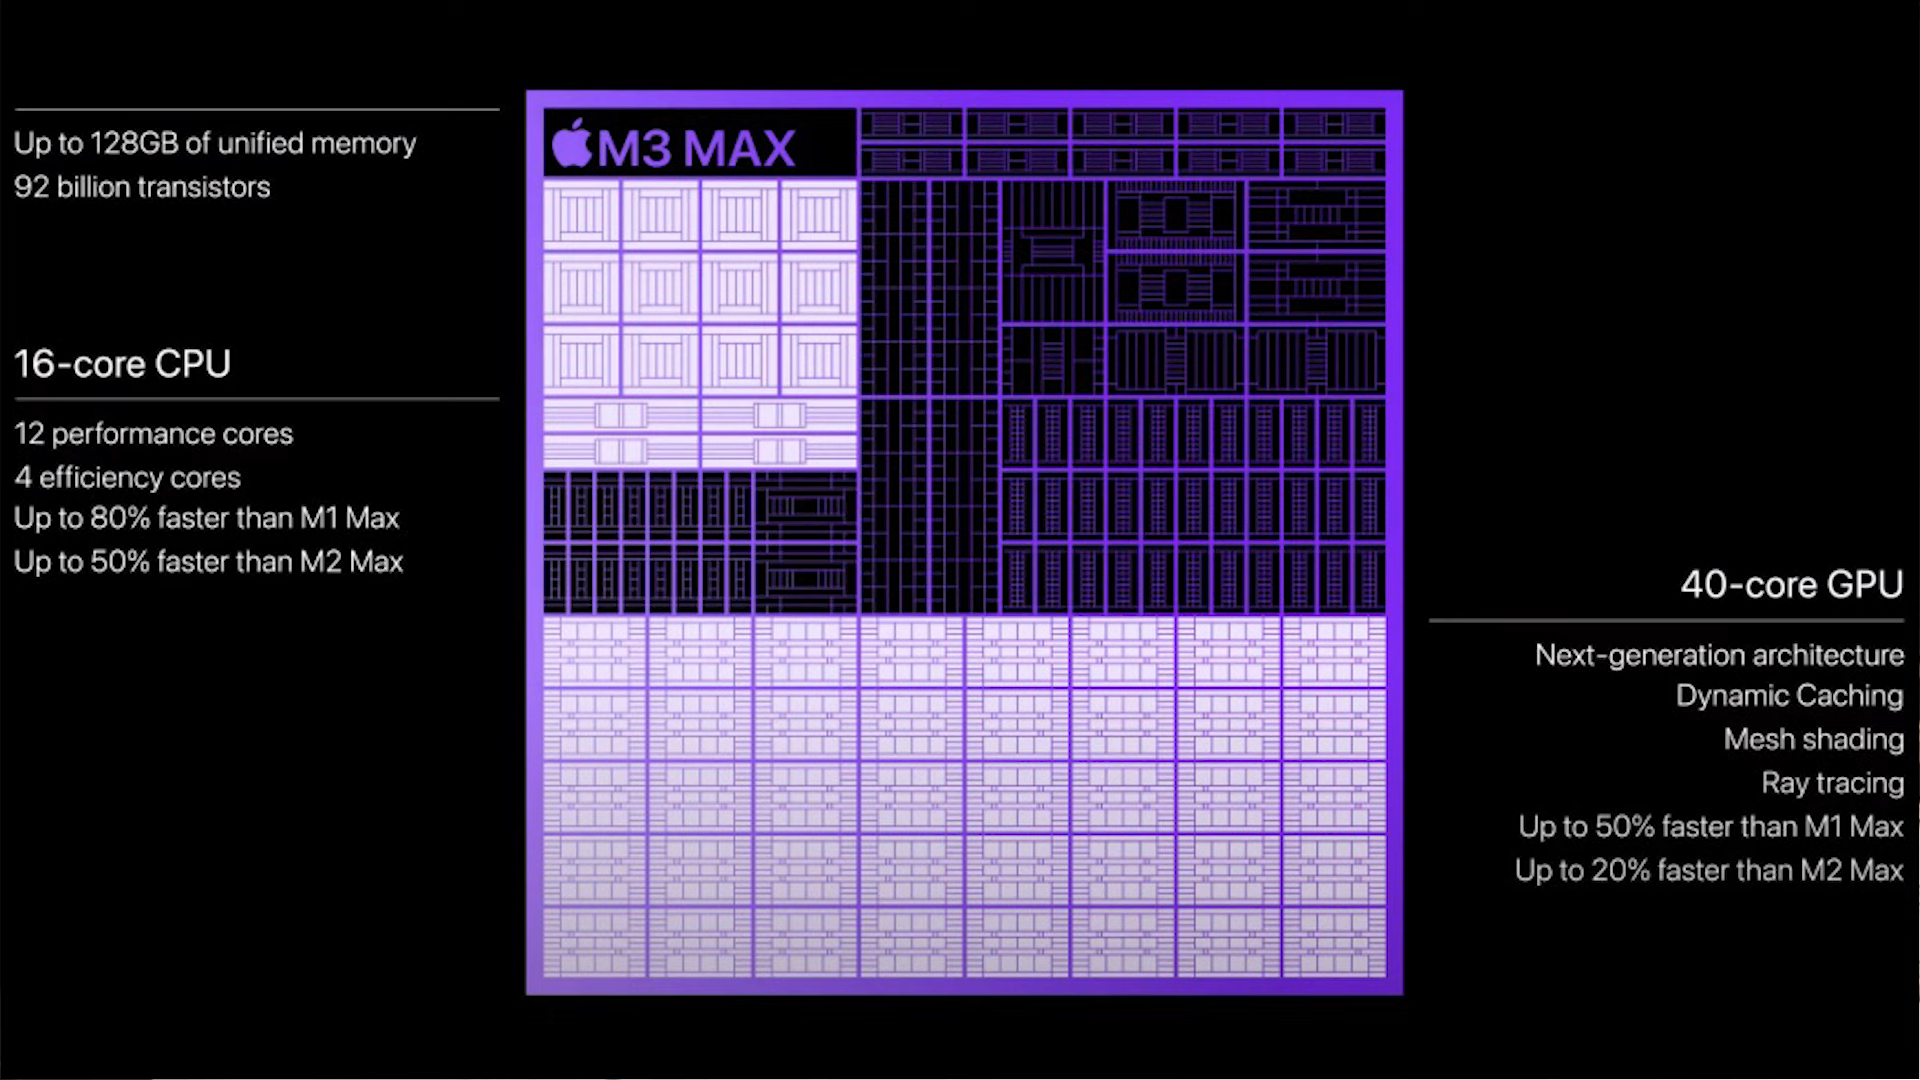 Up to 128GB of unified memory
92 billion transistors
16-core CPU
12 performance cores
4 efficiency cores
Up to 80% faster than M1 Max
Up to 50% faster than M2 Max
M3 MAX
40-core GPU
Next-generation architecture
Dynamic Caching
Mesh shading
Ray tracing
Up to 50% faster than M1 Max
Up to 20% faster than M2 Max